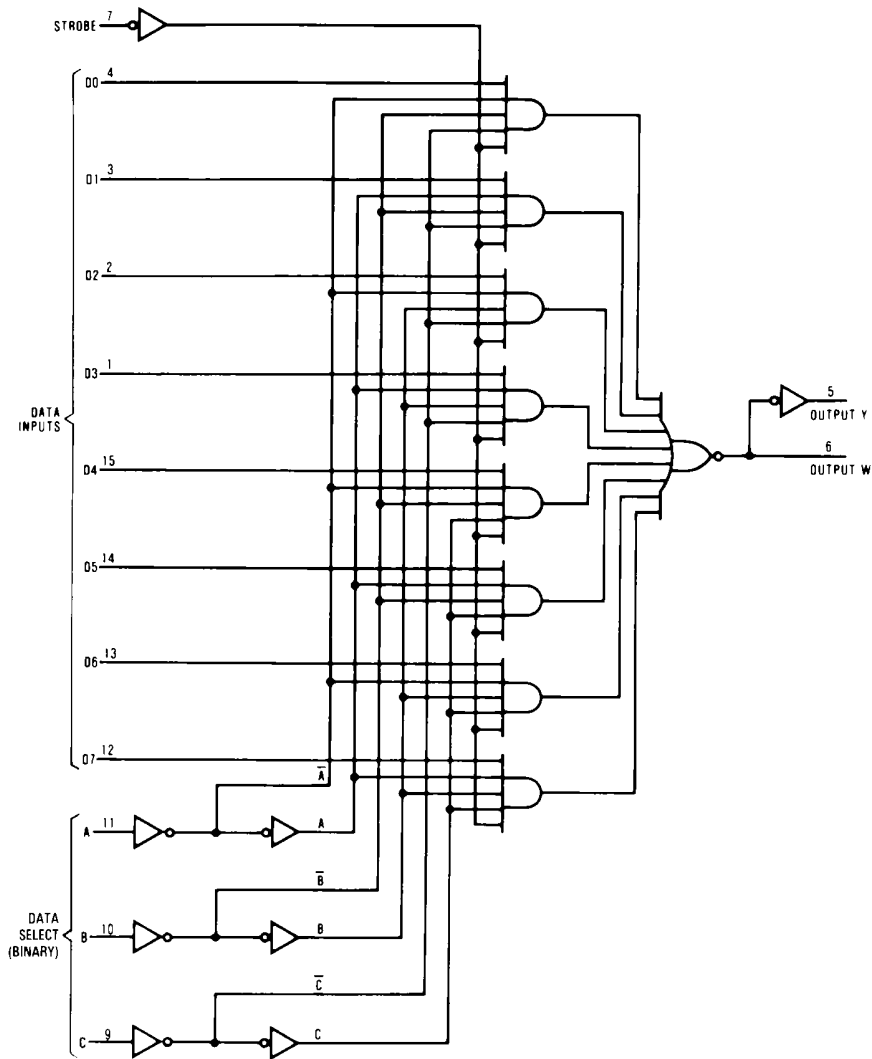 STROBE 7
D0 4
D1 3
D2 2
D3 1
DATA
INPUTS
5
OUTPUT Y
6
OUTPUT W
D4 15
D5 14
D6 13
D7 12
A̅
A 11
A
B̅
DATA
SELECT
(BINARY)
B 10
B
C̅
C 9
C